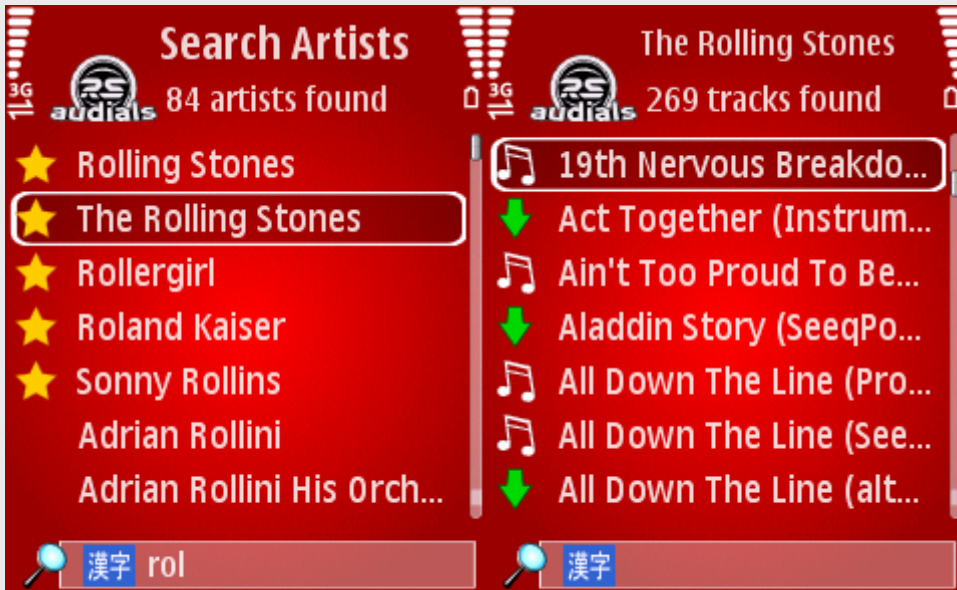 Search Artists
3G
RS
audials
84 artists found
Rolling Stones
The Rolling Stones
Rollergirl
Roland Kaiser
Sonny Rollins
Adrian Rollini
Adrian Rollini His Orch...
漢字 rol
The Rolling Stones
3G
RS
audials
269 tracks found
19th Nervous Breakdo...
Act Together (Instrum...
Ain't Too Proud To Be...
Aladdin Story (SeeqPo...
All Down The Line (Pro...
All Down The Line (See...
All Down The Line (alt...
漢字